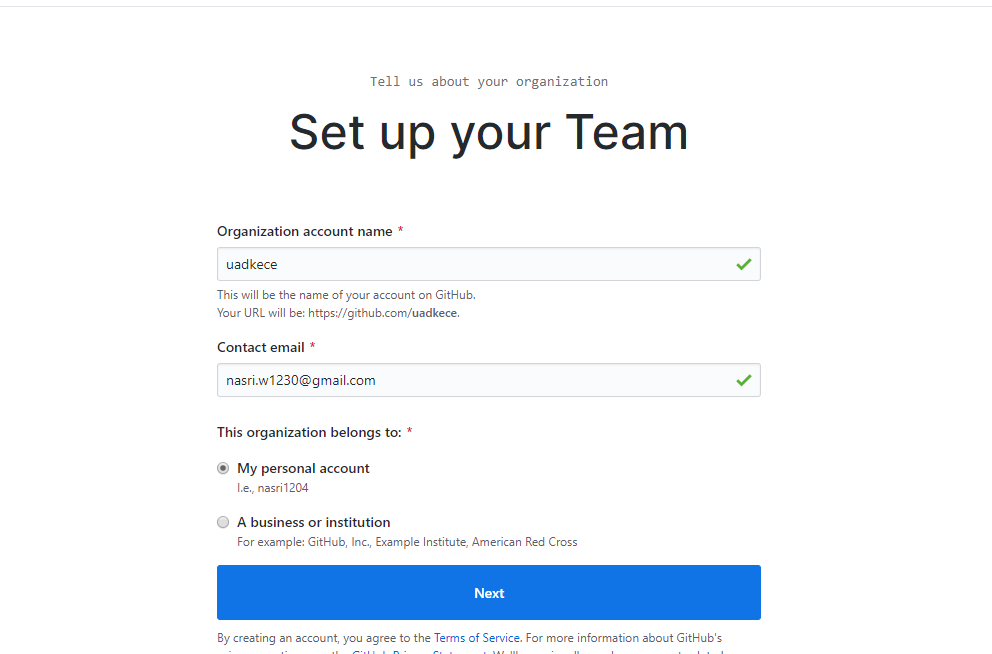 Tell us about your organization
Set up your Team
Organization account name *
uadkece
This will be the name of your account on GitHub.
Your URL will be: https://github.com/uadkece.
Contact email *
nasri.w1230@gmail.com
This organization belongs to: *
My personal account
I.e., nasri1204
A business or institution
For example: GitHub, Inc., Example Institute, American Red Cross
Next
By creating an account, you agree to the Terms of Service. For more information about GitHub's